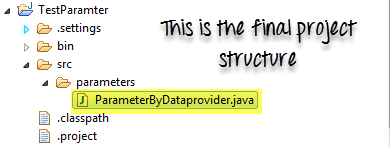 TestParamter
.settings
bin
src
parameters
ParameterByDataprovider.java
.classpath
.project
This is the final project
structure